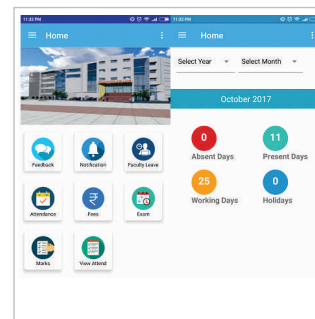 11:32 PM
Home
Feedback
Notification
Faculty Leave
Attendance
Fees
Exam
Marks
View Attend
11:33 PM
Home
Select Year
Select Month
October 2017
0
11
Absent Days
Present Days
25
0
Working Days
Holidays